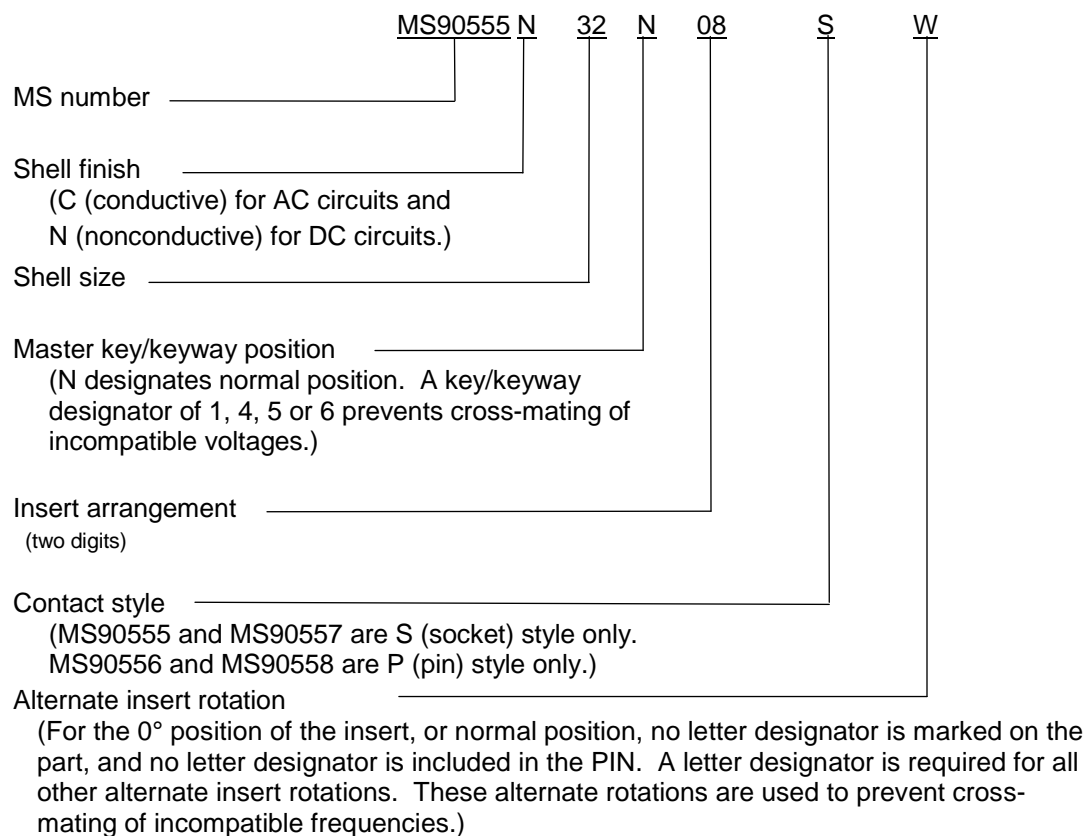 MS90555 N 32 N 08 S W
MS number
Shell finish
(C (conductive) for AC circuits and
N (nonconductive) for DC circuits.)
Shell size
Master key/keyway position
(N designates normal position. A key/keyway
designator of 1, 4, 5 or 6 prevents cross-mating of
incompatible voltages.)
Insert arrangement
(two digits)
Contact style
(MS90555 and MS90557 are S (socket) style only.
MS90556 and MS90558 are P (pin) style only.)
Alternate insert rotation
(For the 0° position of the insert, or normal position, no letter designator is marked on the
part, and no letter designator is included in the PIN. A letter designator is required for all
other alternate insert rotations. These alternate rotations are used to prevent cross-
mating of incompatible frequencies.)